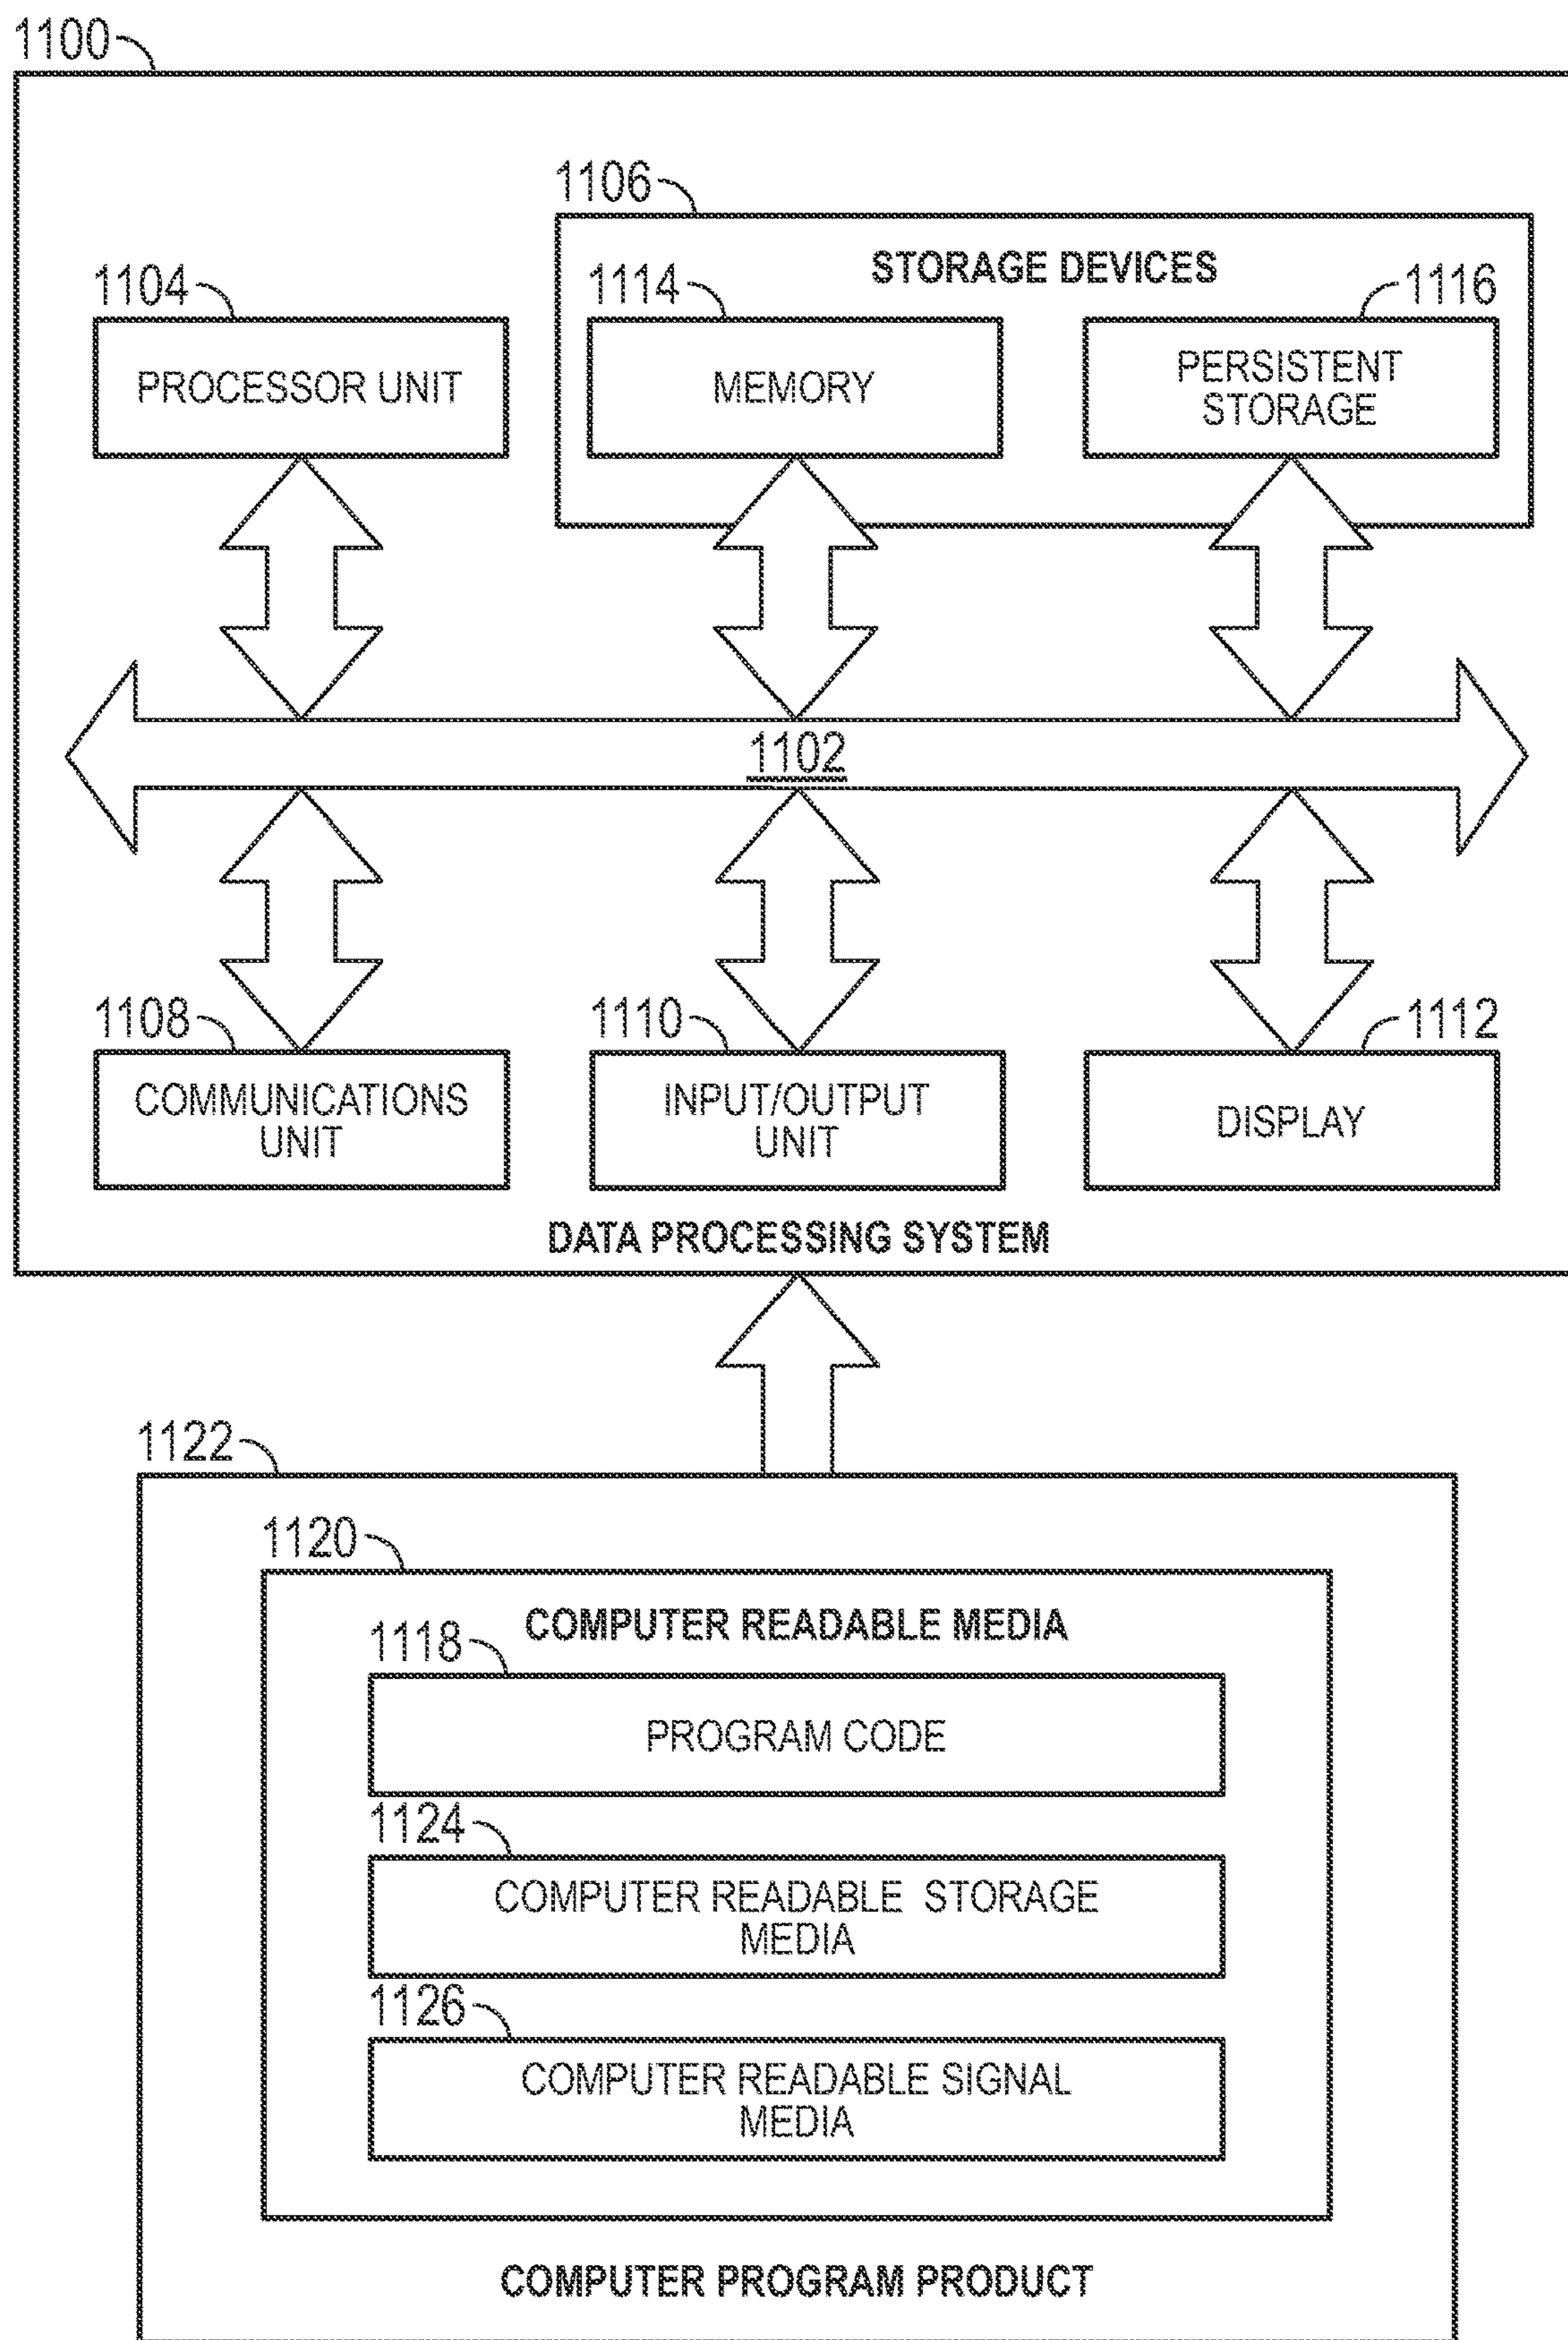 1100
1106
STORAGE DEVICES
1104
1114
1116
PROCESSOR UNIT
MEMORY
PERSISTENT
STORAGE
1102
1108
1110
1112
COMMUNICATIONS
UNIT
INPUT/OUTPUT
UNIT
DISPLAY
DATA PROCESSING SYSTEM
1122
1120
COMPUTER READABLE MEDIA
1118
PROGRAM CODE
1124
COMPUTER READABLE STORAGE
MEDIA
1126
COMPUTER READABLE SIGNAL
MEDIA
COMPUTER PROGRAM PRODUCT